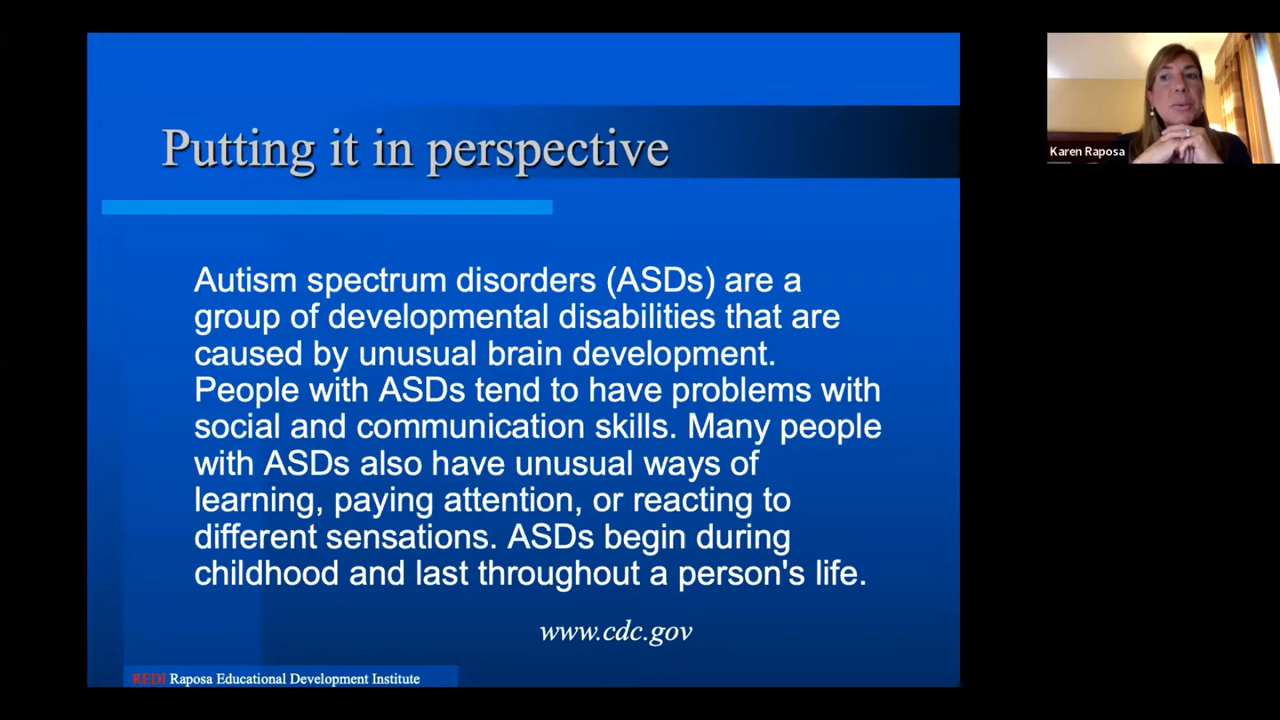 Putting it in perspective
Autism spectrum disorders (ASDs) are a
group of developmental disabilities that are
caused by unusual brain development.
People with ASDs tend to have problems with
social and communication skills. Many people
with ASDs also have unusual ways of
learning, paying attention, or reacting to
different sensations. ASDs begin during
childhood and last throughout a person's life.
www.cdc.gov
REDI Raposa Educational Development Institute
Karen Raposa